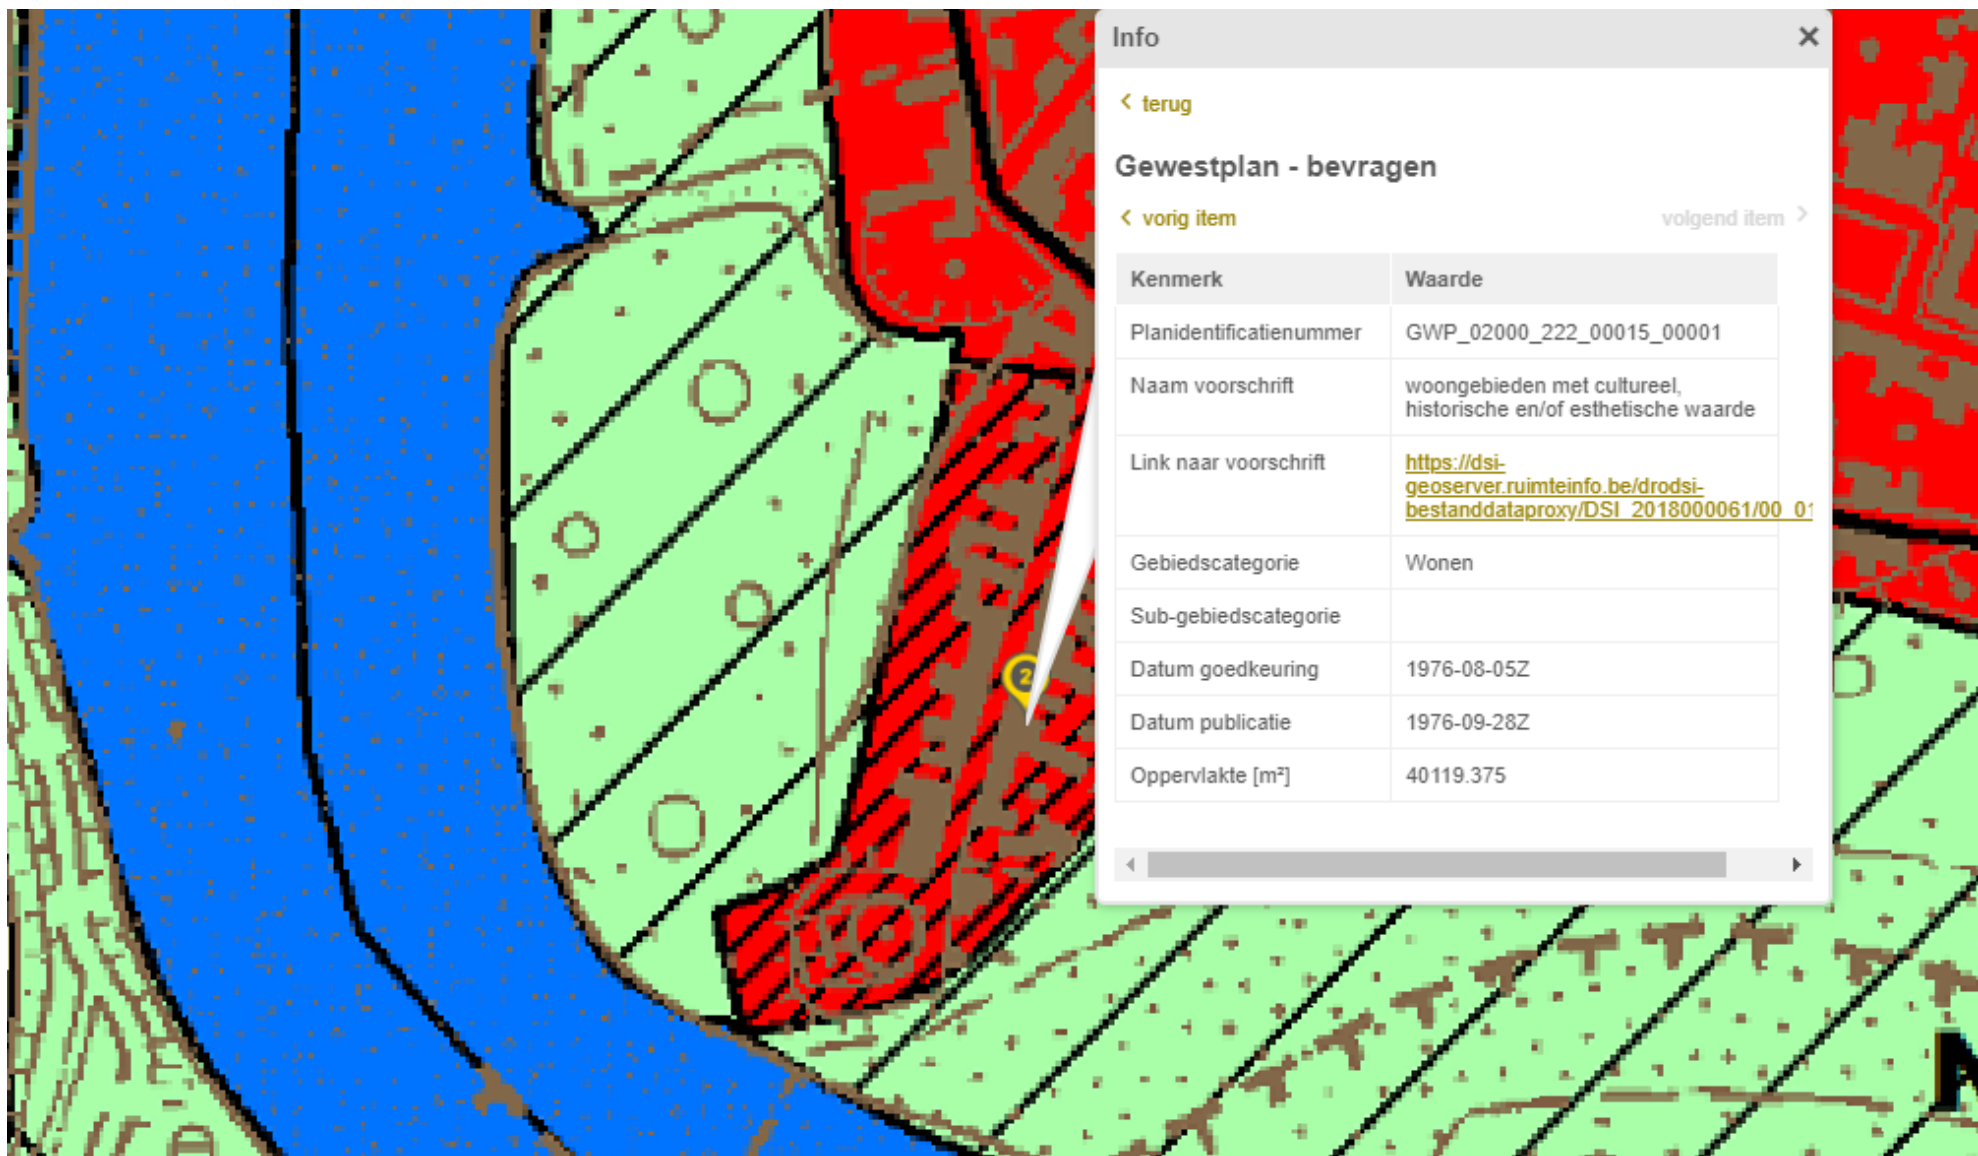 Info
terug
Gewestplan - bevragen
vorig item
volgend item
Kenmerk Waarde
Planidentificatienummer GWP_02000_222_00015_00001
Naam voorschrift woongebieden met cultureel,
historische en/of esthetische waarde
Link naar voorschrift https://dsi-
geoserver.ruimteinfo.be/drodsi-
bestanddataproxy/DSI_2018000061/00_01
Gebiedscategorie Wonen
Sub-gebiedscategorie
Datum goedkeuring 1976-08-05Z
Datum publicatie 1976-09-28Z
Oppervlakte [m²] 40119.375
2